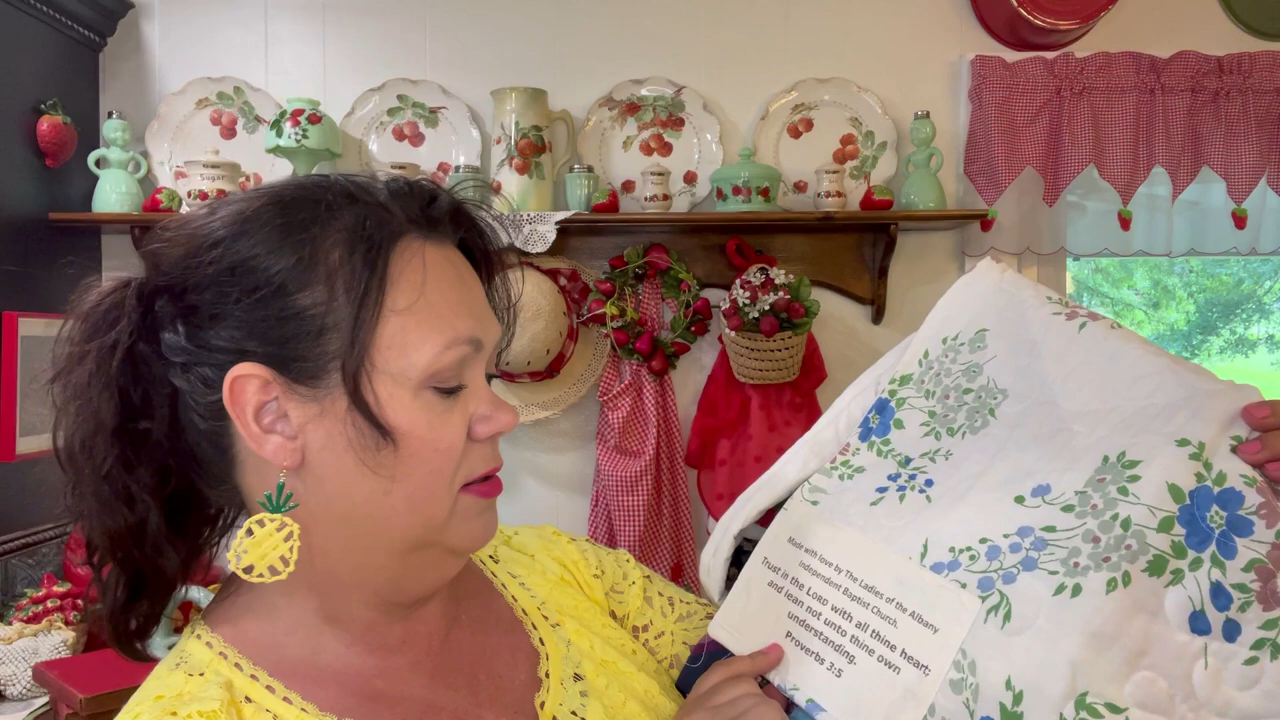 Sugar
Made with love by The Ladies of the Albany
Independent Baptist Church.
Trust in the LORD with all thine heart;
and lean not unto thine own
understanding.
Proverbs 3:5